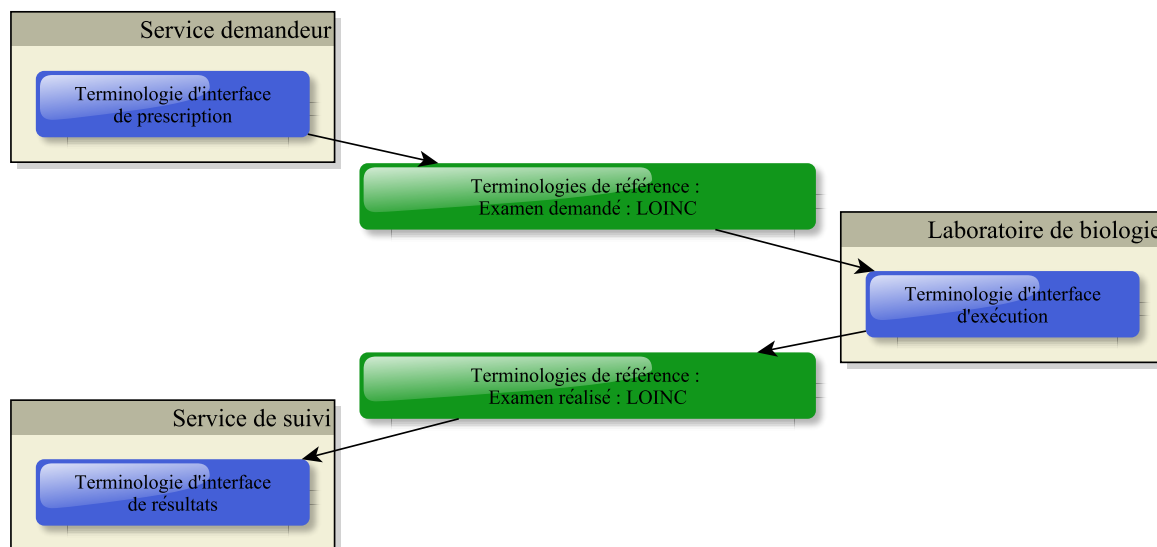 Service demandeur
Terminologie d'interface
de prescription
Terminologies de référence :
Examen demandé : LOINC
Laboratoire de biologie
Terminologie d'interface
d'exécution
Terminologies de référence :
Examen réalisé : LOINC
Service de suivi
Terminologie d'interface
de résultats